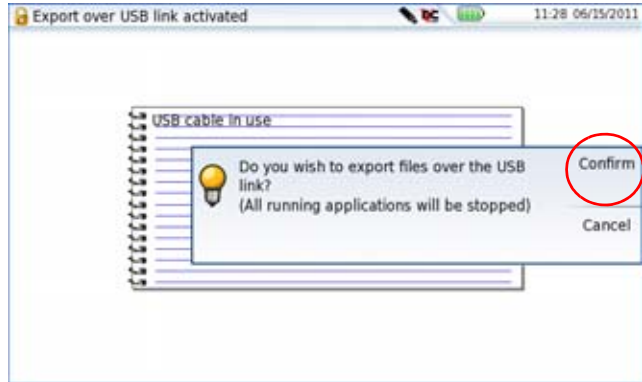 Export over USB link activated
DC
11:28 06/15/2011
USB cable in use
Do you wish to export files over the USB
link?
(All running applications will be stopped)
Confirm
Cancel